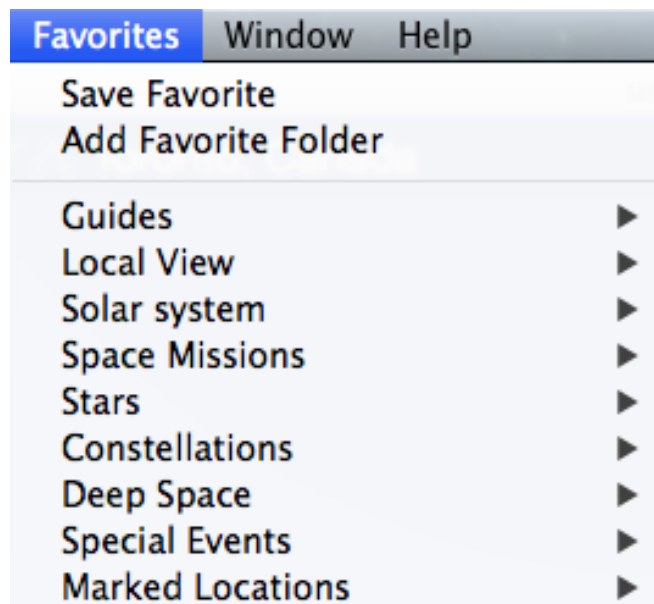 Favorites Window Help
Save Favorite
Add Favorite Folder
Guides
Local View
Solar system
Space Missions
Stars
Constellations
Deep Space
Special Events
Marked Locations